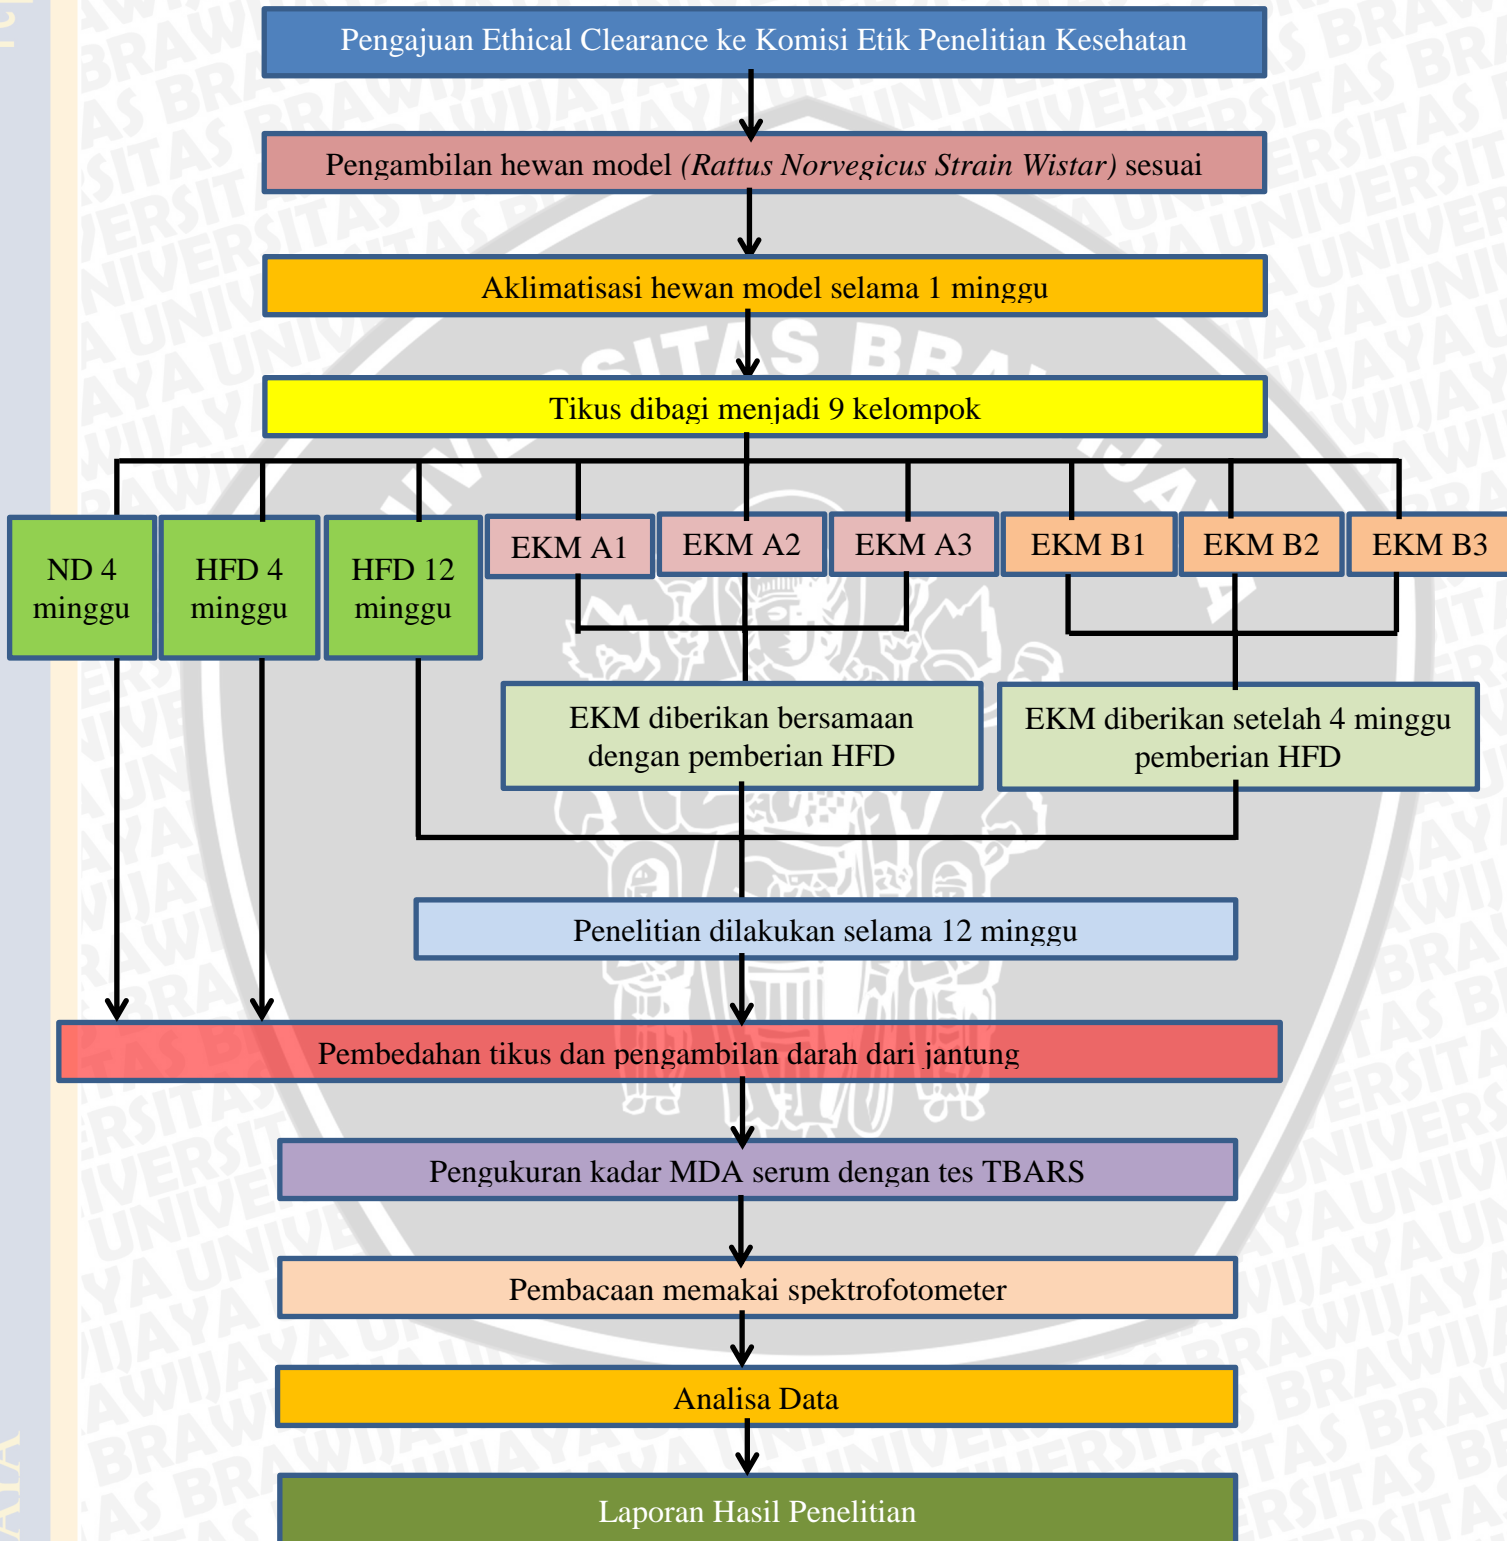 Pengajuan Ethical Clearance ke Komisi Etik Penelitian Kesehatan
Pengambilan hewan model (Rattus Norvegicus Strain Wistar) sesuai
Aklimatisasi hewan model selama 1 minggu
Tikus dibagi menjadi 9 kelompok
ND 4
minggu
HFD 4
minggu
HFD 12
minggu
EKM A1
EKM A2
EKM A3
EKM B1
EKM B2
EKM B3
EKM diberikan bersamaan
dengan pemberian HFD
EKM diberikan setelah 4 minggu
pemberian HFD
Penelitian dilakukan selama 12 minggu
Pembedahan tikus dan pengambilan darah dari jantung
Pengukuran kadar MDA serum dengan tes TBARS
Pembacaan memakai spektrofotometer
Analisa Data
Laporan Hasil Penelitian